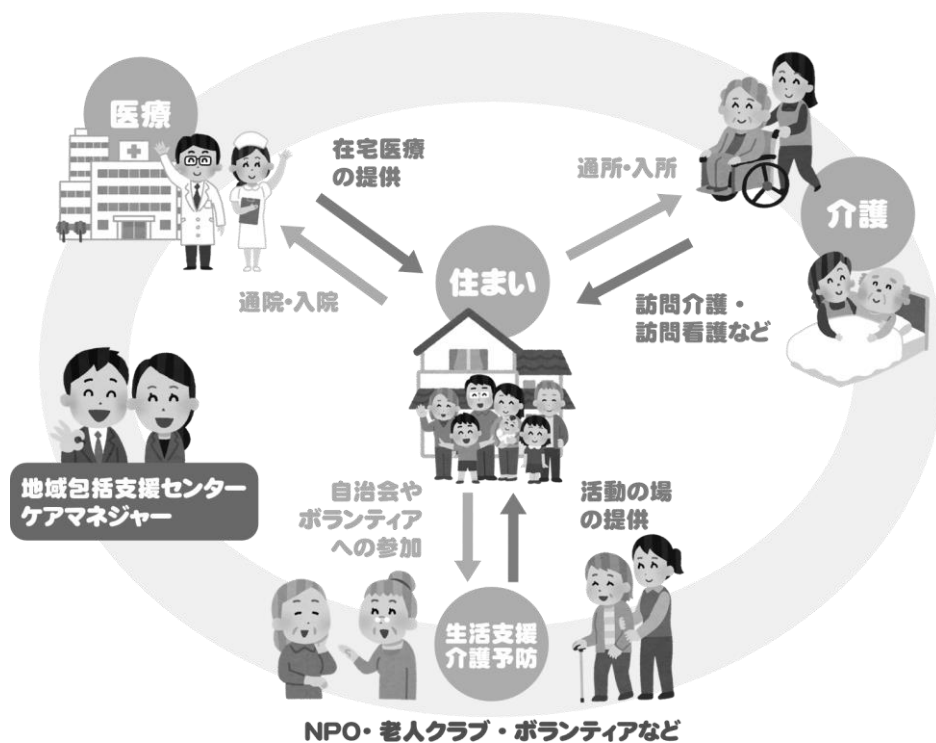 医療
在宅医療
の提供
通院・入院
通所・入所
介護
訪問介護・
訪問看護など
住まい
地域包括支援センター
ケアマネジャー
自治会や
ボランティア
への参加
活動の場
の提供
生活支援
介護予防
NPO・老人クラブ・ボランティアなど